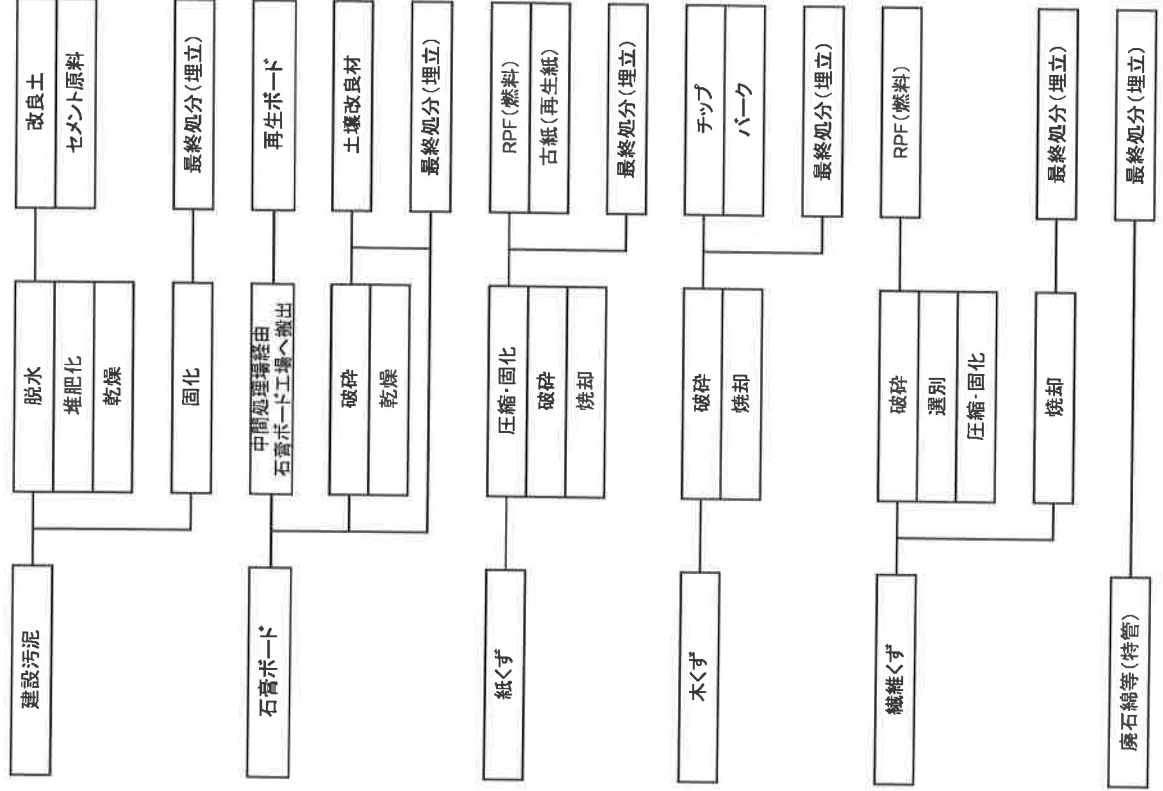 建設汚泥
脱水
堆肥化
乾燥
改良土
セメント原料
固化
最終処分(埋立)
石膏ボード
中間処理場経由
石膏ボード工場へ搬出
再生ボード
破砕
乾燥
土壌改良材
最終処分(埋立)
紙くず
圧縮・固化
破砕
焼却
RPF(燃料)
古紙(再生紙)
最終処分(埋立)
木くず
破砕
焼却
チップ
バーク
最終処分(埋立)
繊維くず
破砕
選別
圧縮・固化
RPF(燃料)
焼却
最終処分(埋立)
廃石綿等(特管)
最終処分(埋立)